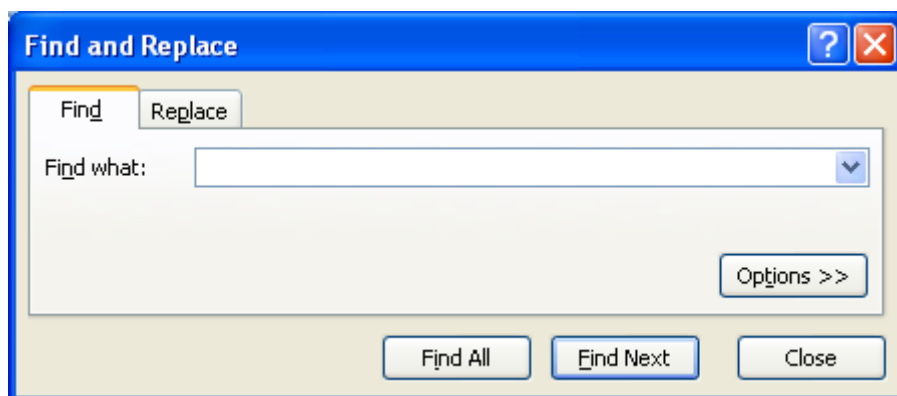 Find and Replace
Find Replace
Find what:
Options >>
Find All Find Next Close